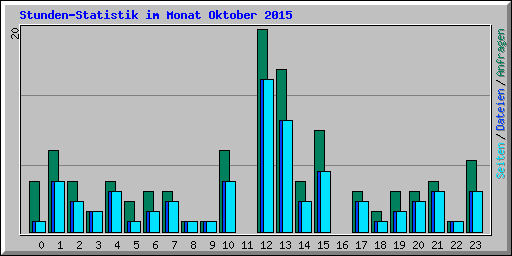 Stunden-Statistik im Monat Oktober 2015
20
Seiten/Dateien/Anfragen
0 1 2 3 4 5 6 7 8 9 10 11 12 13 14 15 16 17 18 19 20 21 22 23